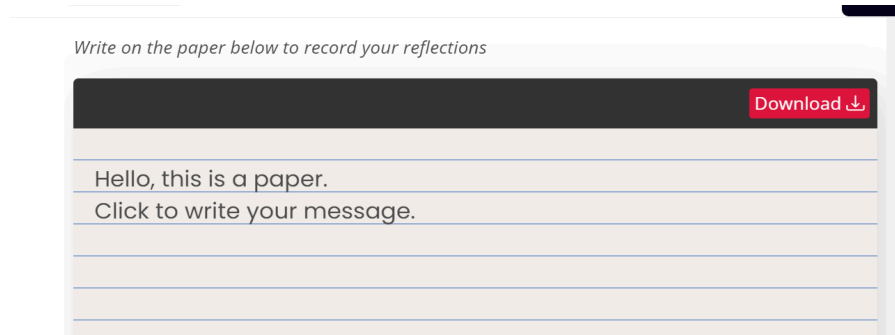 Write on the paper below to record your reflections
Download
Hello, this is a paper.
Click to write your message.